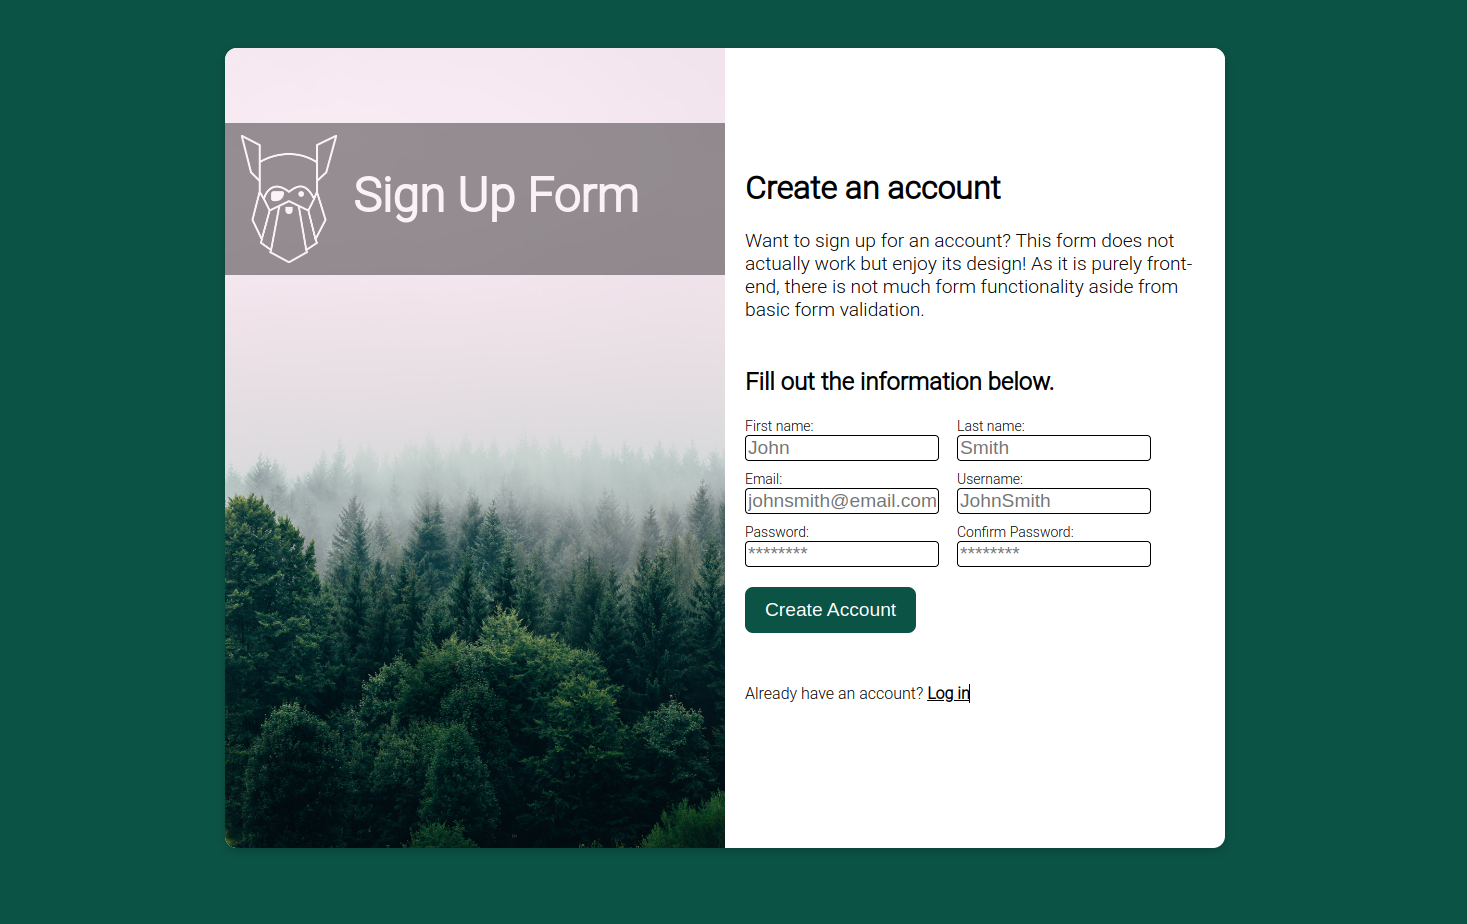 Sign Up Form
Create an account
Want to sign up for an account? This form does not
actually work but enjoy its design! As it is purely front-
end, there is not much form functionality aside from
basic form validation.
Fill out the information below.
First name: Last name:
John Smith
Email: Username:
johnsmith@email.com JohnSmith
Password: Confirm Password:
******** ********
Create Account
Already have an account? Log in